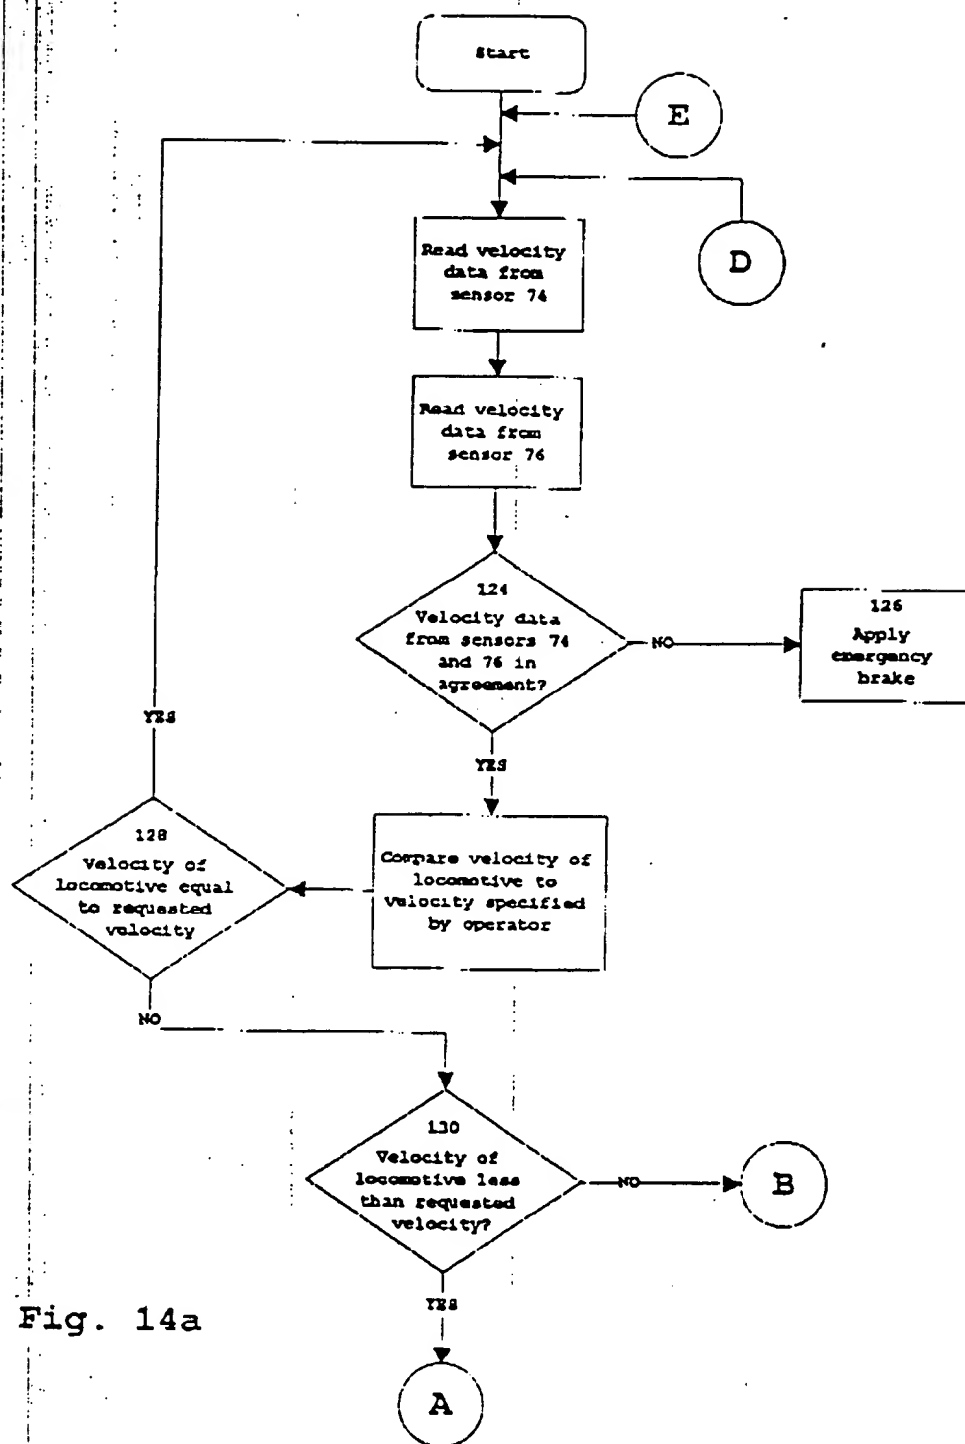 Start
E
D
Read velocity
data from
sensor 74
Read velocity
data from
sensor 76
124
Velocity data
from sensors 74
and 76 in
agreement?
NO
126
Apply
emergency
brake
YES
YES
128
Velocity of
locomotive equal
to requested
velocity
Compare velocity of
locomotive to
velocity specified
by operator
NO
130
Velocity of
locomotive less
than requested
velocity?
NO
B
YES
Fig. 14a
A